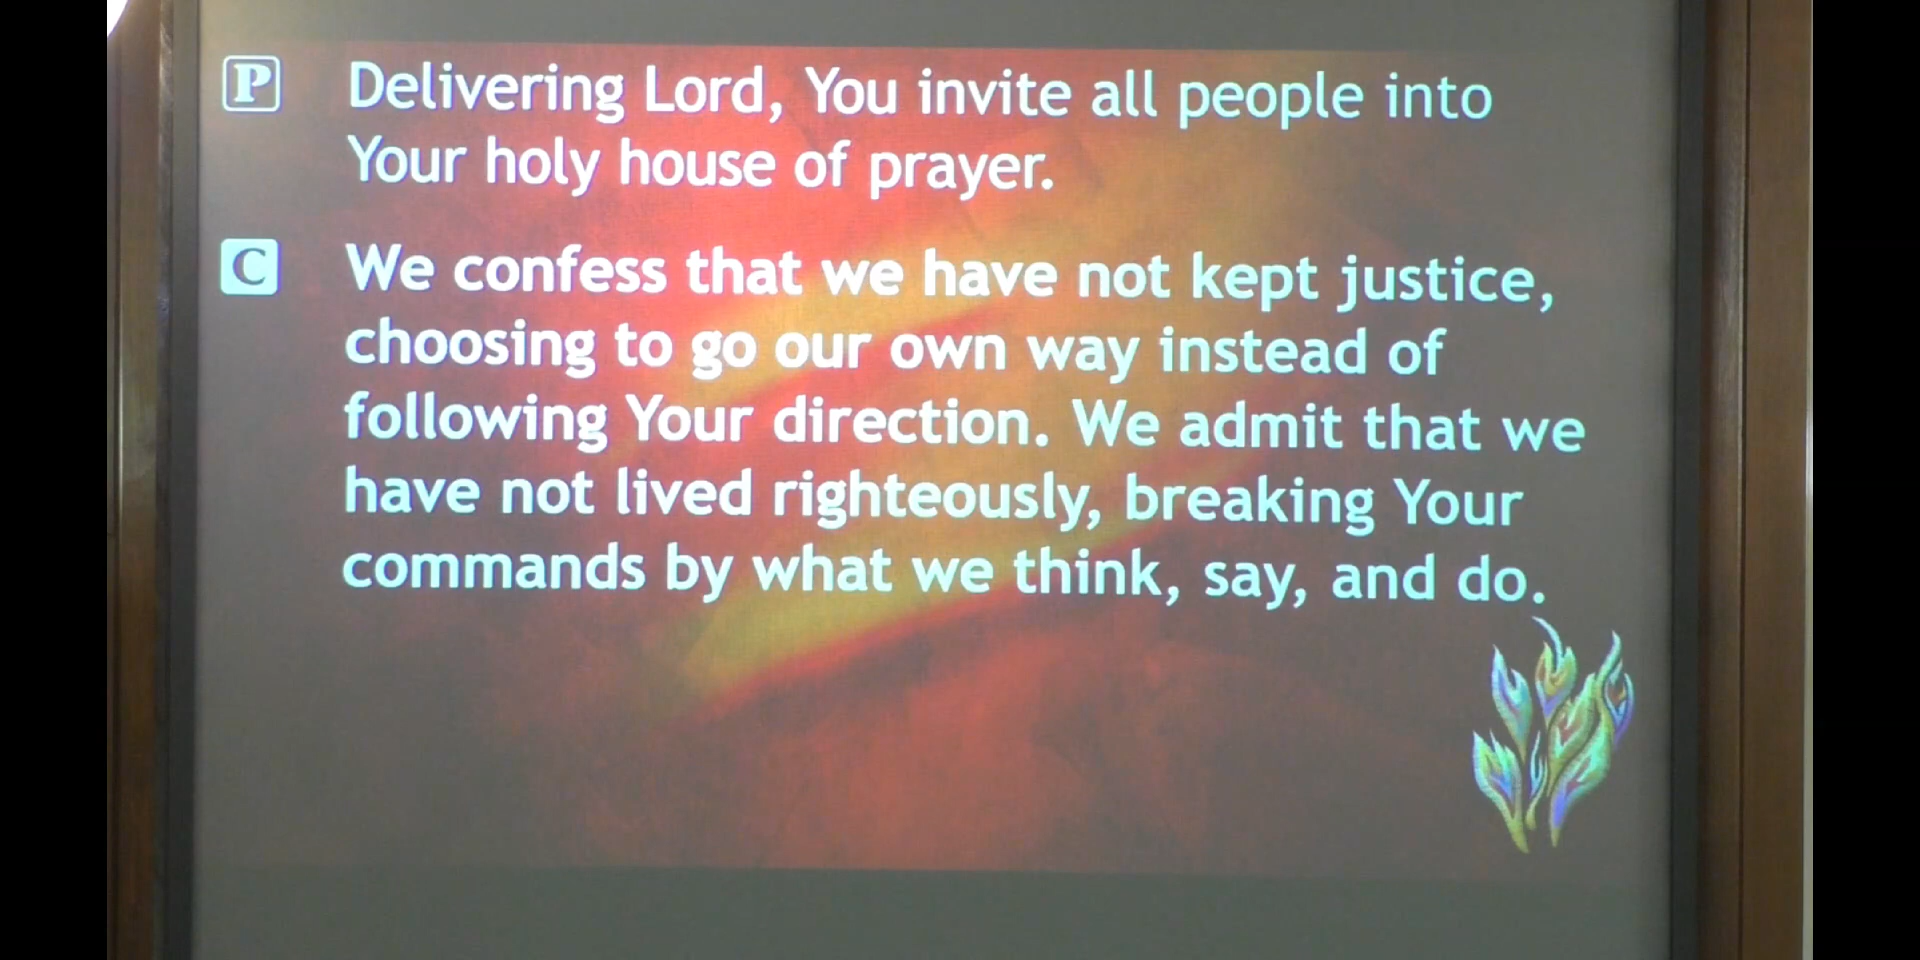 P Delivering Lord, You invite all people into
Your holy house of prayer.
C We confess that we have not kept justice,
choosing to go our own way instead of
following Your direction. We admit that we
have not lived righteously, breaking Your
commands by what we think, say, and do.